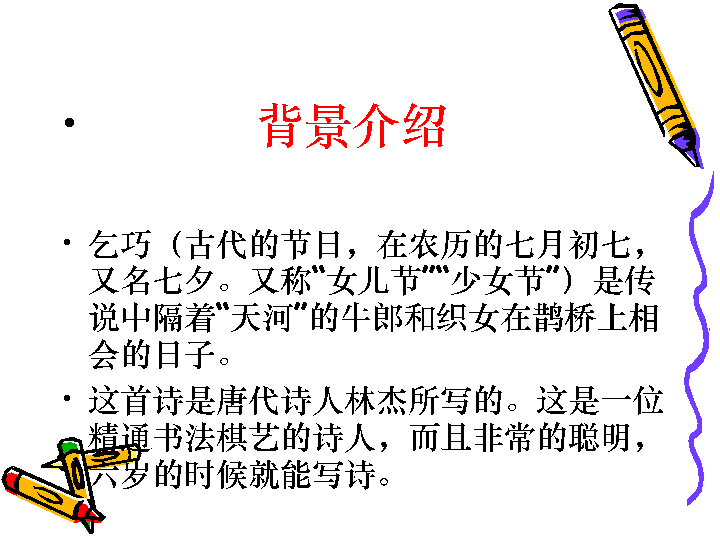 • 背景介绍
• 乞巧（古代的节日，在农历的七月初七，
又名七夕。又称“女儿节”“少女节”）是传
说中隔着“天河”的牛郎和织女在鹊桥上相
会的日子。
• 这首诗是唐代诗人林杰所写的。这是一位
精通书法棋艺的诗人，而且非常的聪明，
六岁的时候就能写诗。